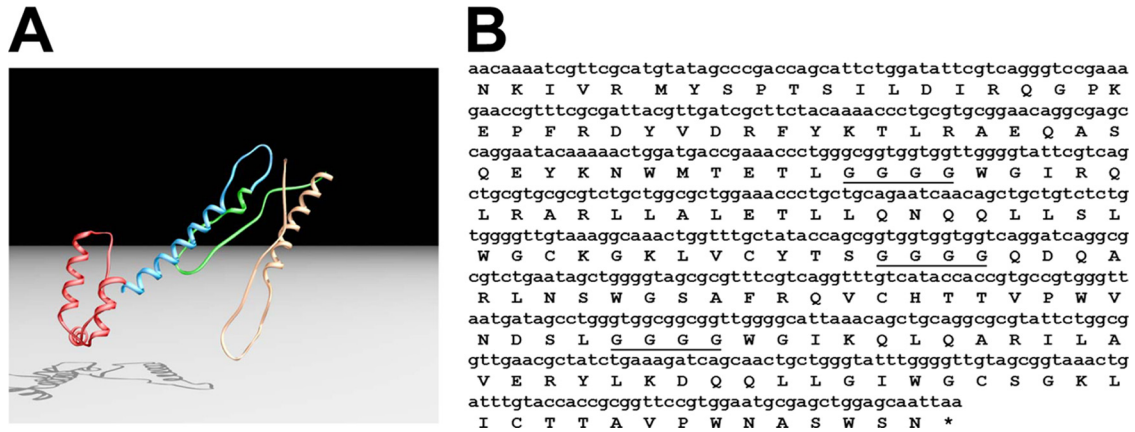 A
B
aacaaaatcgttcgcatgtatagcccgaccagcattctggatattcgtcagggtccgaaa
N K I V R M Y S P T S I L D I R Q G P K
gaaccgtttcgcgattacgttgatcgcttctacaaaaccctgcgtgcggaacaggcgagc
E P F R D Y V D R F Y K T L R A E Q A S
caggaatacaaaaactggatgaccgaaaccctgggcggtggtggttggggtattcgtcag
Q E Y K N W M T E T L G G G G W G I R Q
ctgcgtgcgcgtctgctggcgctggaaaccctgctgcagaatcaacagctgctgtctctg
L R A R L L A L E T L L Q N Q Q L L S L
tggggttgtaaaggcaaactggtttgctataccagcggtggtggtggtcaggatcaggcg
W G C K G K L V C Y T S G G G G Q D Q A
cgtctgaatagctggggtagcgcgtttcgtcaggtttgtcataccaccgtgccgtgggtt
R L N S W G S A F R Q V C H T T V P W V
aatgatagcctgggtggcggcggttggggcattaaacagctgcaggcgcgtattctggcg
N D S L G G G G W G I K Q L Q A R I L A
gttgaacgctatctgaaagatcagcaactgctgggtatttggggttgtagcggtaaactg
V E R Y L K D Q Q L L G I W G C S G K L
atttgtaccaccgcggttccgtggaatgcgagctggagcaattaa
I C T T A V P W N A S W S N *